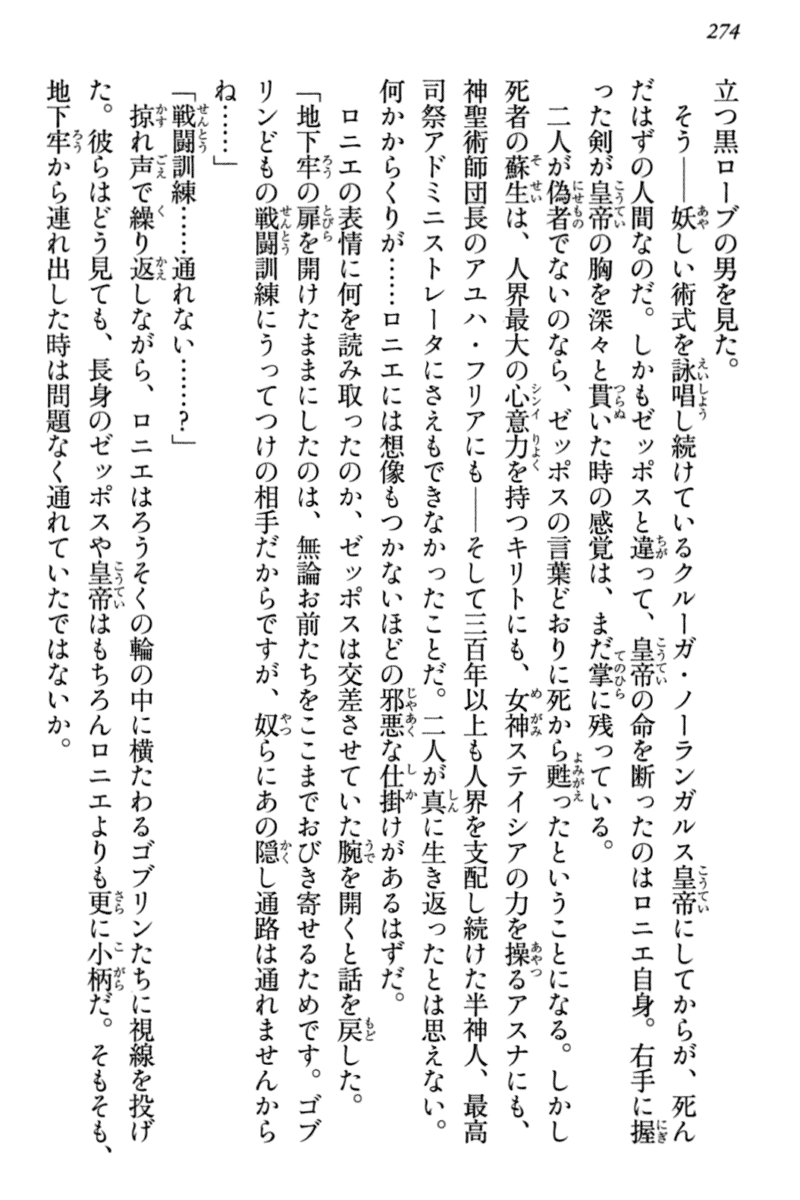 274
立つ黒ローブの男を見た。
　そう――妖しい術式を詠唱し続けているクルーガ・ノーランガルス皇帝にしてからが、死ん
だはずの人間なのだ。しかもゼッポスと違って、皇帝の命を断ったのはロニエ自身。右手に握
った剣が皇帝の胸を深々と貫いた時の感覚は、まだ掌に残っている。
　二人が偽者でないのなら、ゼッポスの言葉どおりに死から甦ったということになる。しかし
死者の蘇生は、人界最大の心意力を持つキリトにも、女神ステイシアの力を操るアスナにも、
神聖術師団長のアユハ・フリアにも――そして三百年以上も人界を支配し続けた半神人、最高
司祭アドミニストレータにさえもできなかったことだ。二人が真に生き返ったとは思えない。
何かからくりが……ロニエには想像もつかないほどの邪悪な仕掛けがあるはずだ。
　ロニエの表情に何を読み取ったのか、ゼッポスは交差させていた腕を開くと話を戻した。
「地下牢の扉を開けたままにしたのは、無論お前たちをここまでおびき寄せるためです。ゴブ
リンどもの戦闘訓練にうってつけの相手だからですが、奴らにあの隠し通路は通れませんから
ね……」
「戦闘訓練……通れない……？」
　掠れ声で繰り返しながら、ロニエはろうそくの輪の中に横たわるゴブリンたちに視線を投げ
た。彼らはどう見ても、長身のゼッポスや皇帝はもちろんロニエよりも更に小柄だ。そもそも、
地下牢から連れ出した時は問題なく通れていたではないか。